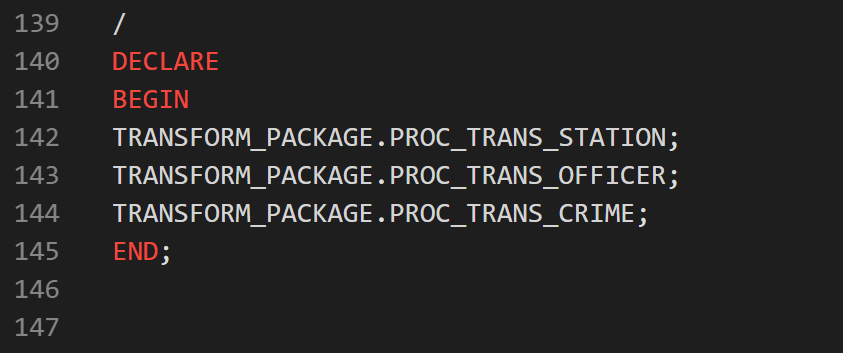 139 /
140 DECLARE
141 BEGIN
142 TRANSFORM_PACKAGE.PROC_TRANS_STATION;
143 TRANSFORM_PACKAGE.PROC_TRANS_OFFICER;
144 TRANSFORM_PACKAGE.PROC_TRANS_CRIME;
145 END;
146
147